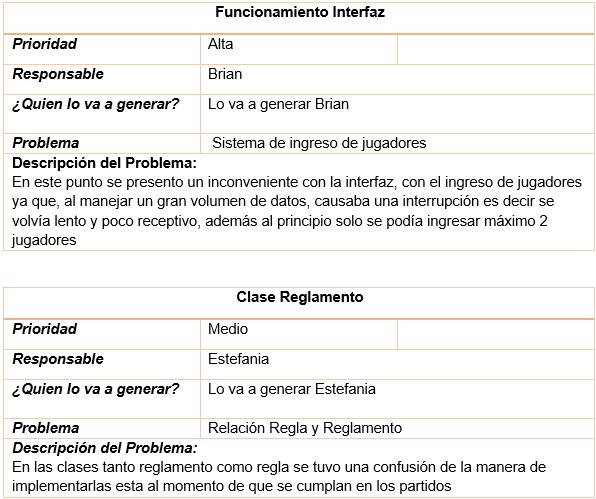 Funcionamiento Interfaz
Prioridad Alta
Responsable Brian
¿Quien lo va a generar? Lo va a generar Brian
Problema Sistema de ingreso de jugadores
Descripción del Problema:
En este punto se presento un inconveniente con la interfaz, con el ingreso de jugadores
ya que, al manejar un gran volumen de datos, causaba una interrupción es decir se
volvía lento y poco receptivo, además al principio solo se podía ingresar máximo 2
jugadores
Clase Reglamento
Prioridad Medio
Responsable Estefania
¿Quien lo va a generar? Lo va a generar Estefania
Problema Relación Regla y Reglamento
Descripción del Problema:
En las clases tanto reglamento como regla se tuvo una confusión de la manera de
implementarlas esta al momento de que se cumplan en los partidos